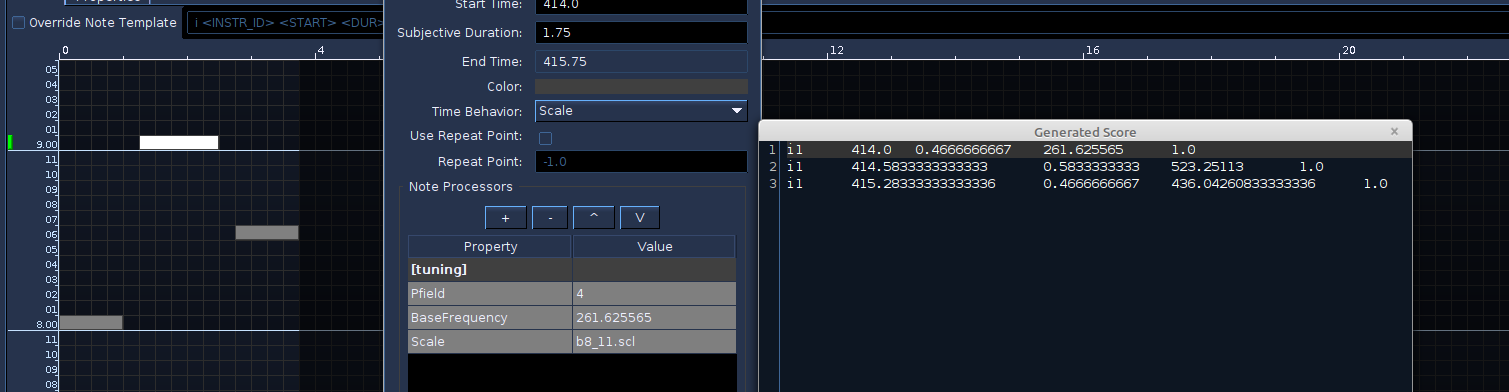 Properties
Start Time: 414.0
Override Note Template i <INSTR_ID> <START> <DUR>
Subjective Duration: 1.75
0 4 12 16 20
End Time: 415.75
05
04
03
02
01
9.00
11
10
09
08
07
06
05
04
03
02
01
8.00
11
10
09
08
Color:
Time Behavior: Scale
Use Repeat Point:
Repeat Point: -1.0
Note Processors
+ - ^ V
Property Value
[tuning]
Pfield 4
BaseFrequency 261.625565
Scale b8_11.scl
Generated Score x
1 i1 414.0 0.4666666667 261.625565 1.0
2 i1 414.5833333333333 0.5833333333 523.25113 1.0
3 i1 415.28333333333336 0.4666666667 436.04260833333336 1.0